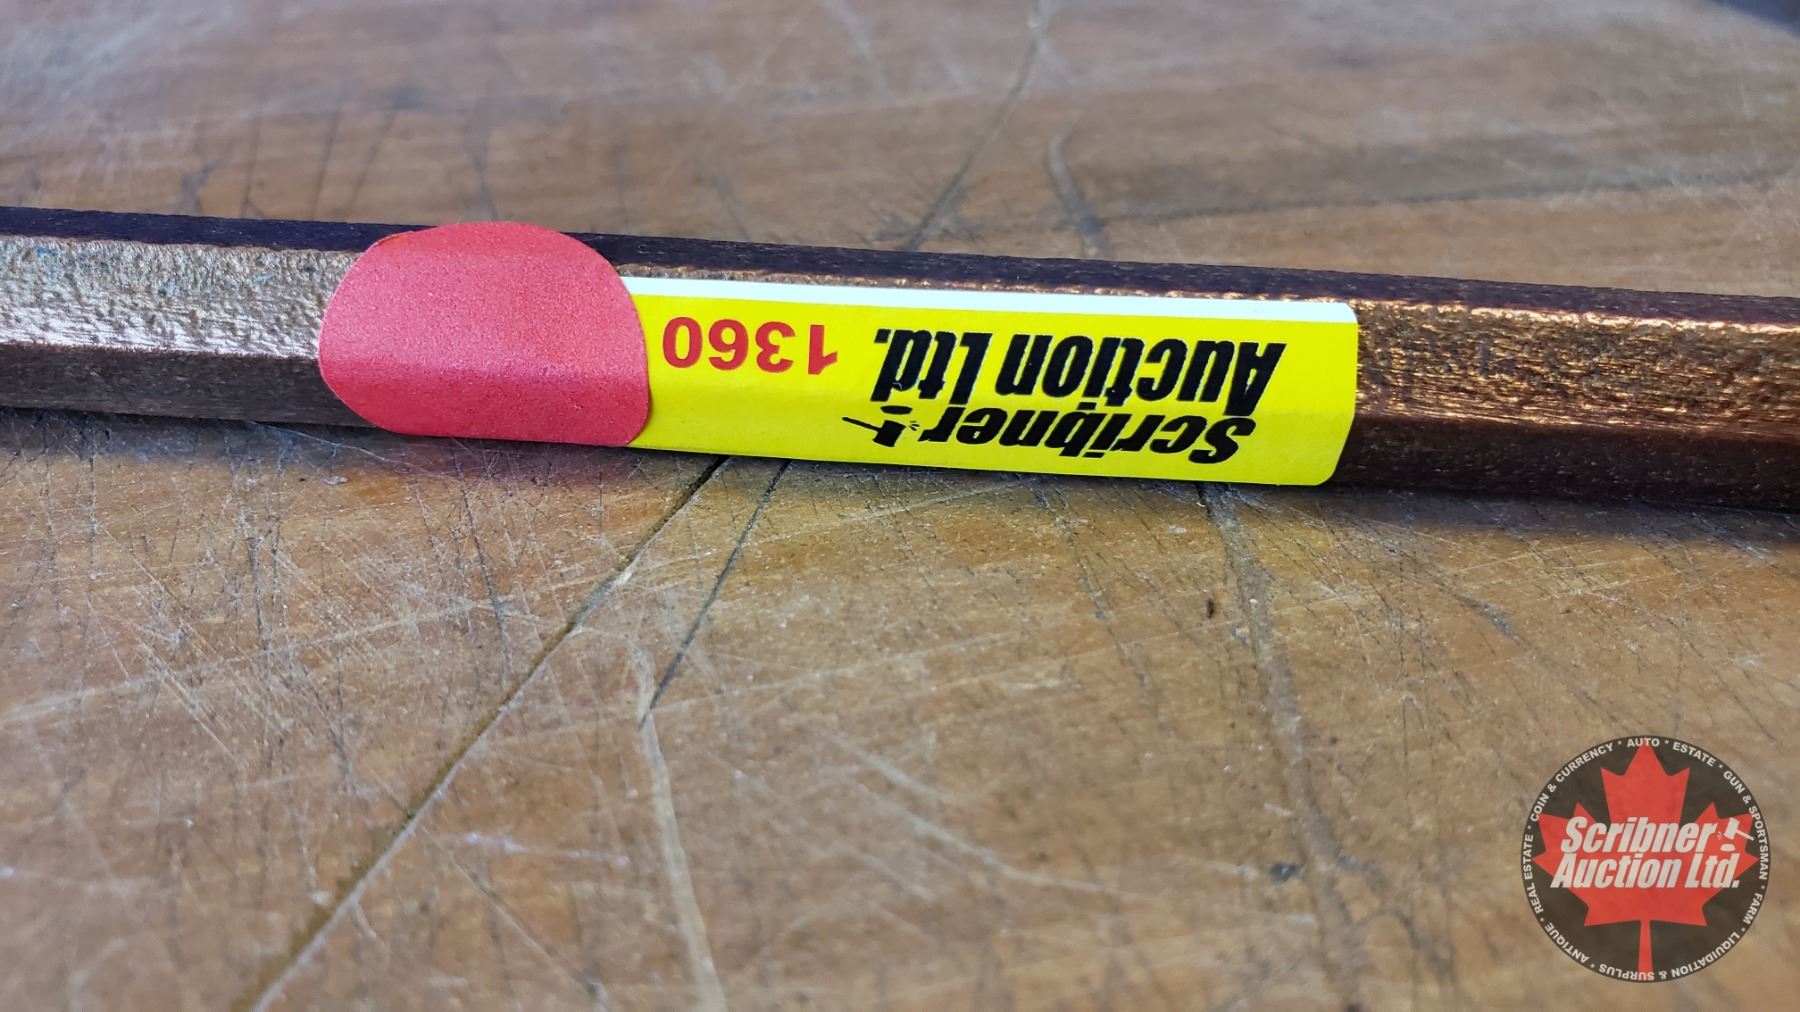 Scribner
Auction Ltd.
1360
COIN & CURRENCY * AUTO * ESTATE * GUN & SPORTSMAN * FARM * LIQUIDATION & SURPLUS * ANTIQUE * REAL ESTATE *
Scribner
Auction Ltd.